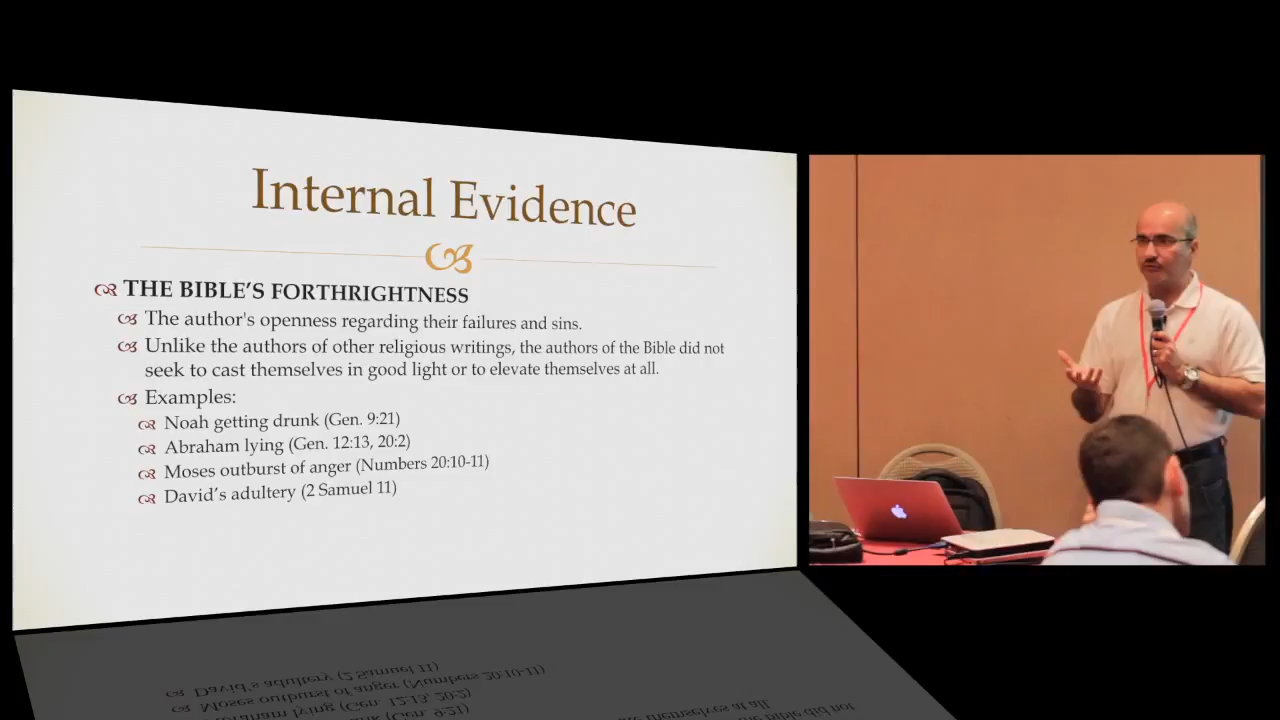 Internal Evidence
THE BIBLE'S FORTHRIGHTNESS
The author's openness regarding their failures and sins.
Unlike the authors of other religious writings, the authors of the Bible did not
seek to cast themselves in good light or to elevate themselves at all.
Examples:
Noah getting drunk (Gen. 9:21)
Abraham lying (Gen. 12:13, 20:2)
Moses outburst of anger (Numbers 20:10-11)
David's adultery (2 Samuel 11)